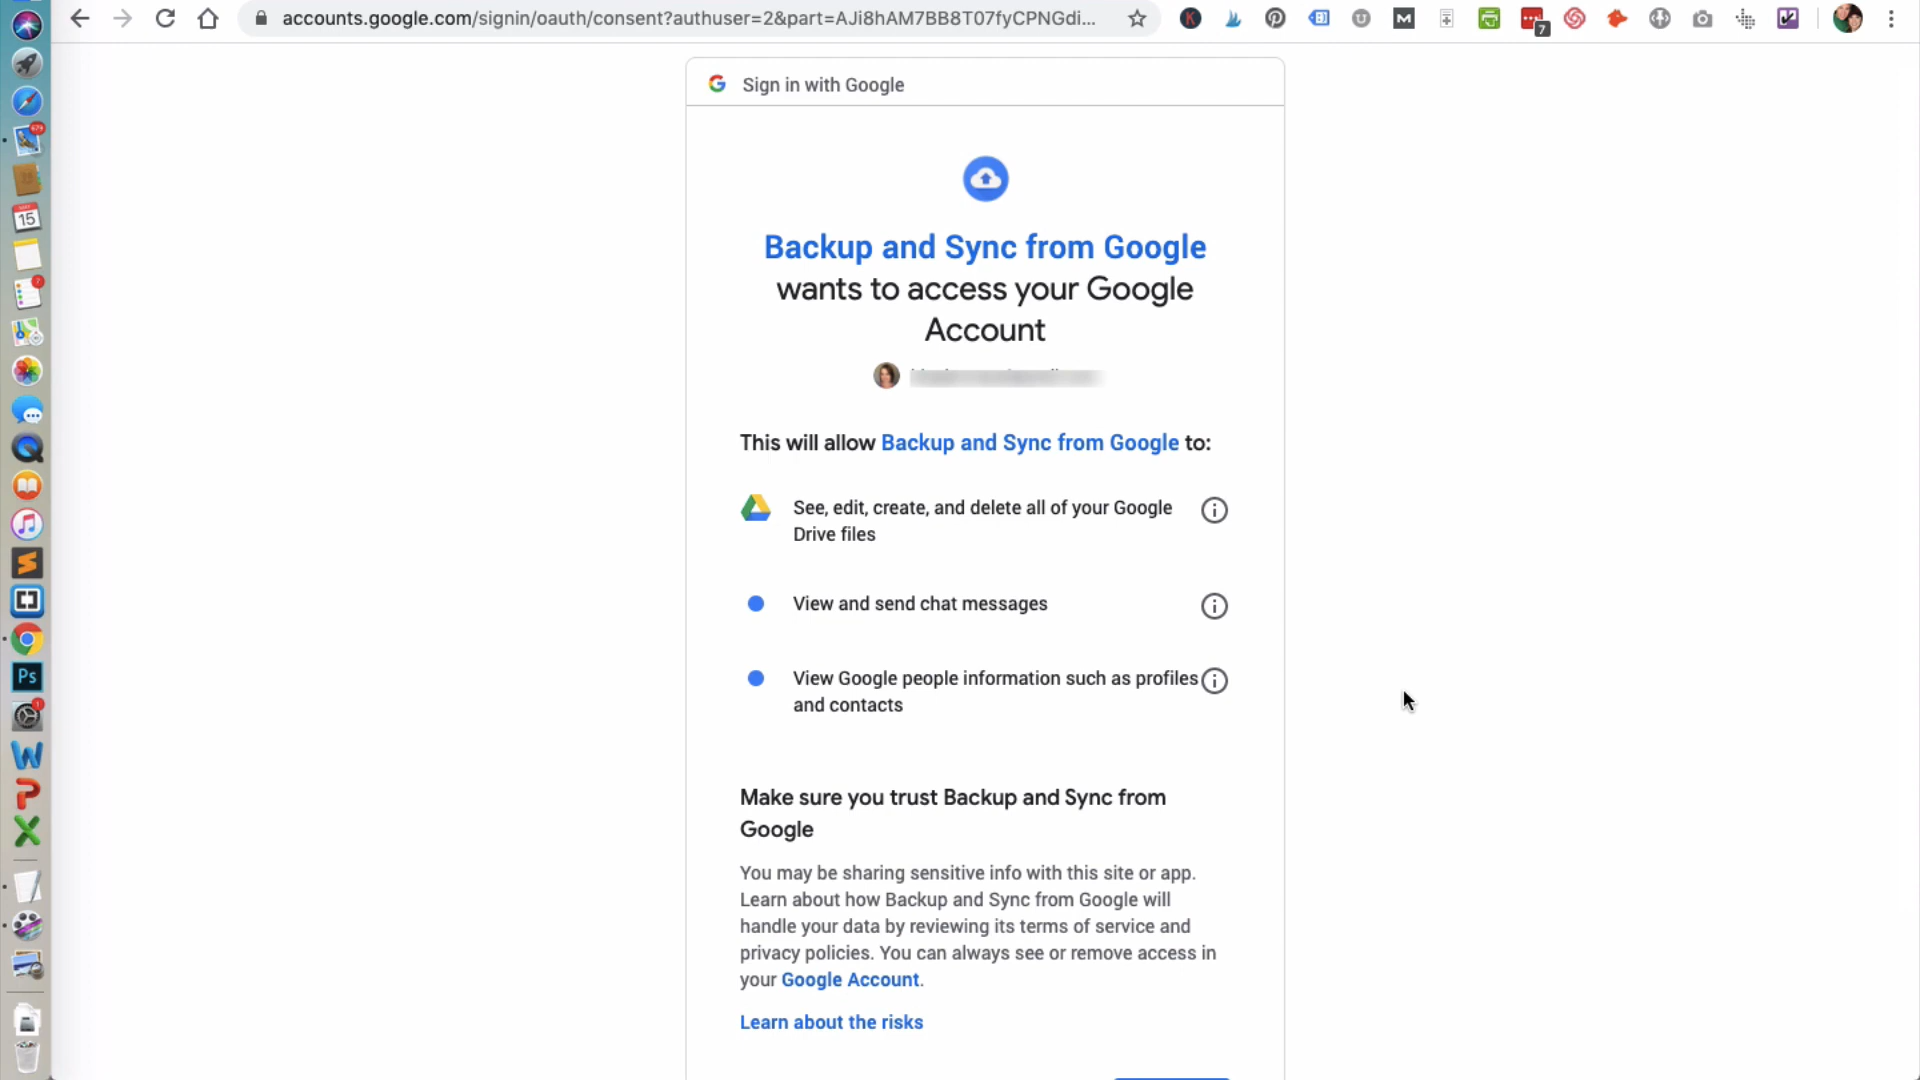 accounts.google.com/signin/oauth/consent?authuser=2&part=AJi8hAM7BB8T07fyCPNGdi...
7
Sign in with Google
Backup and Sync from Google
wants to access your Google
Account
This will allow Backup and Sync from Google to:
See, edit, create, and delete all of your Google
Drive files
View and send chat messages
View Google people information such as profiles
and contacts
Make sure you trust Backup and Sync from
Google
You may be sharing sensitive info with this site or app.
Learn about how Backup and Sync from Google will
handle your data by reviewing its terms of service and
privacy policies. You can always see or remove access in
your Google Account.
Learn about the risks
15
7
Ps
1